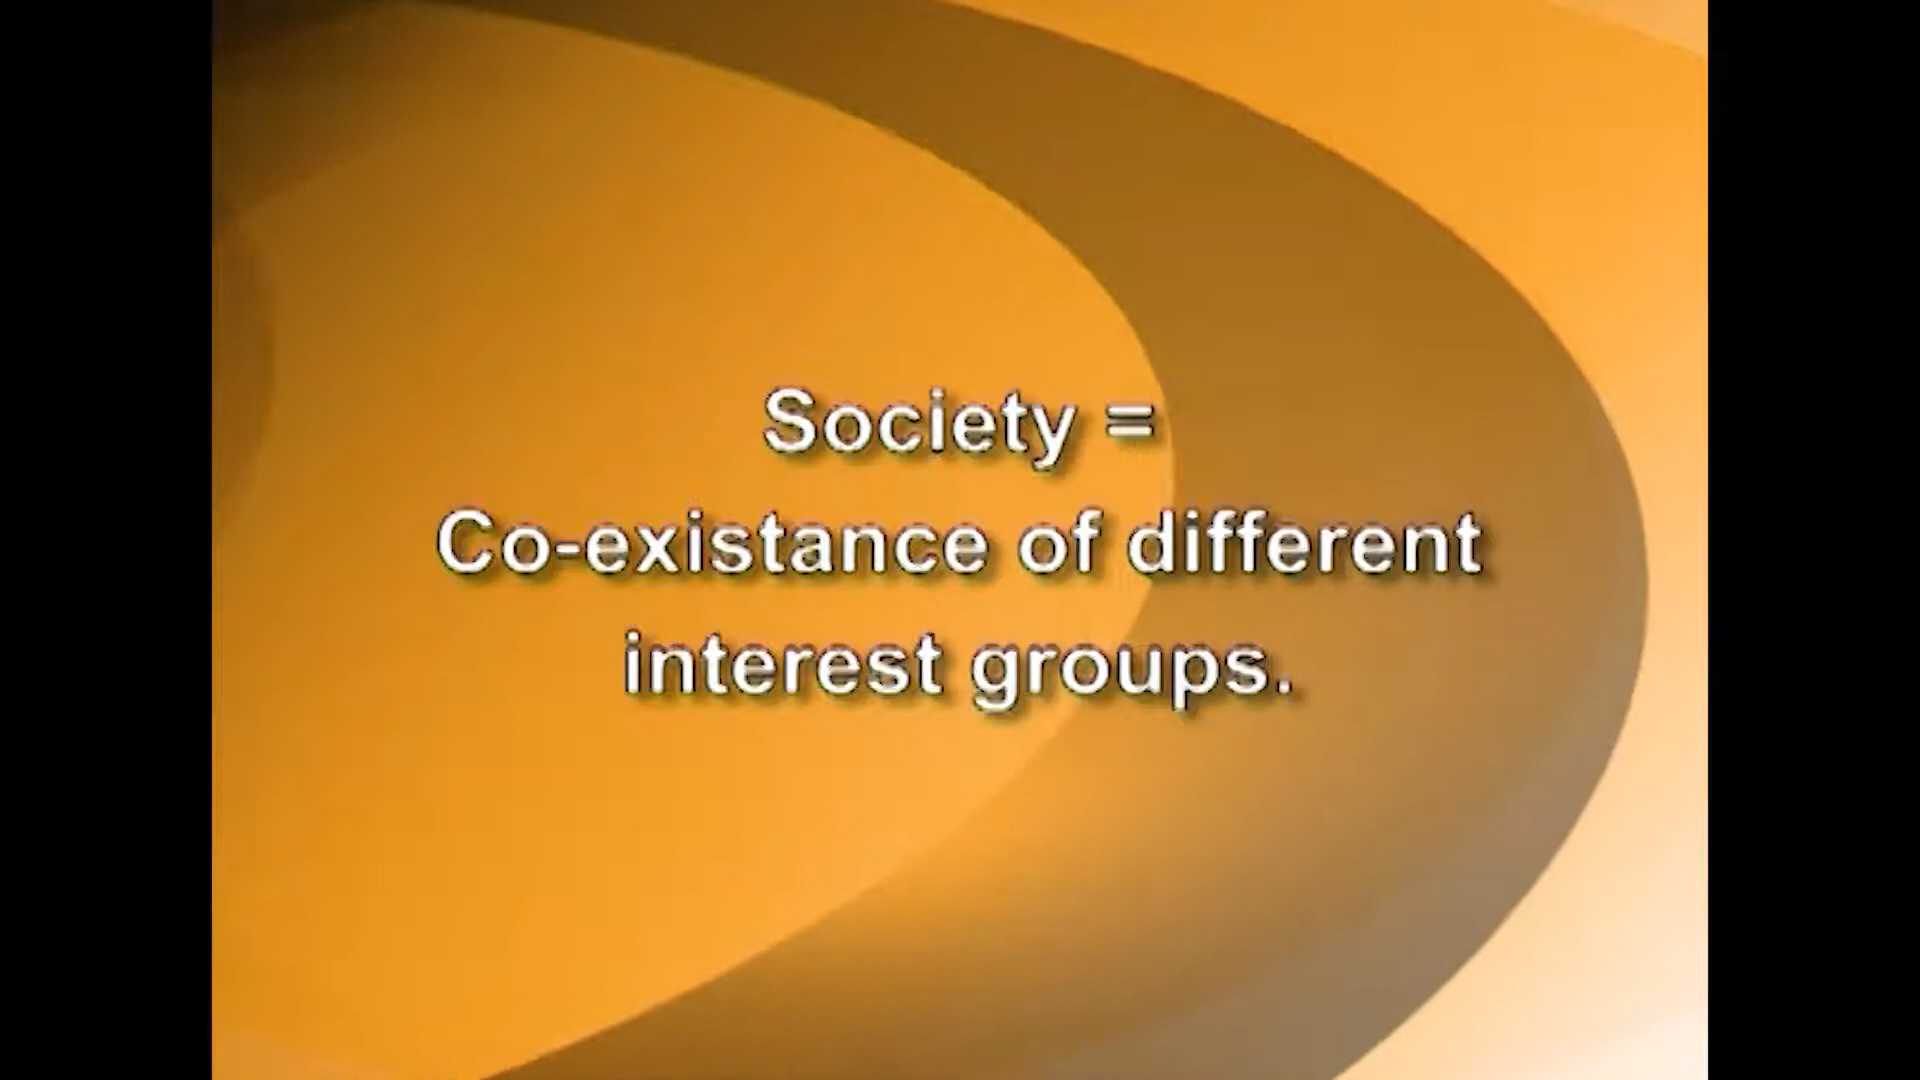 Society =
Co-existance of different
interest groups.